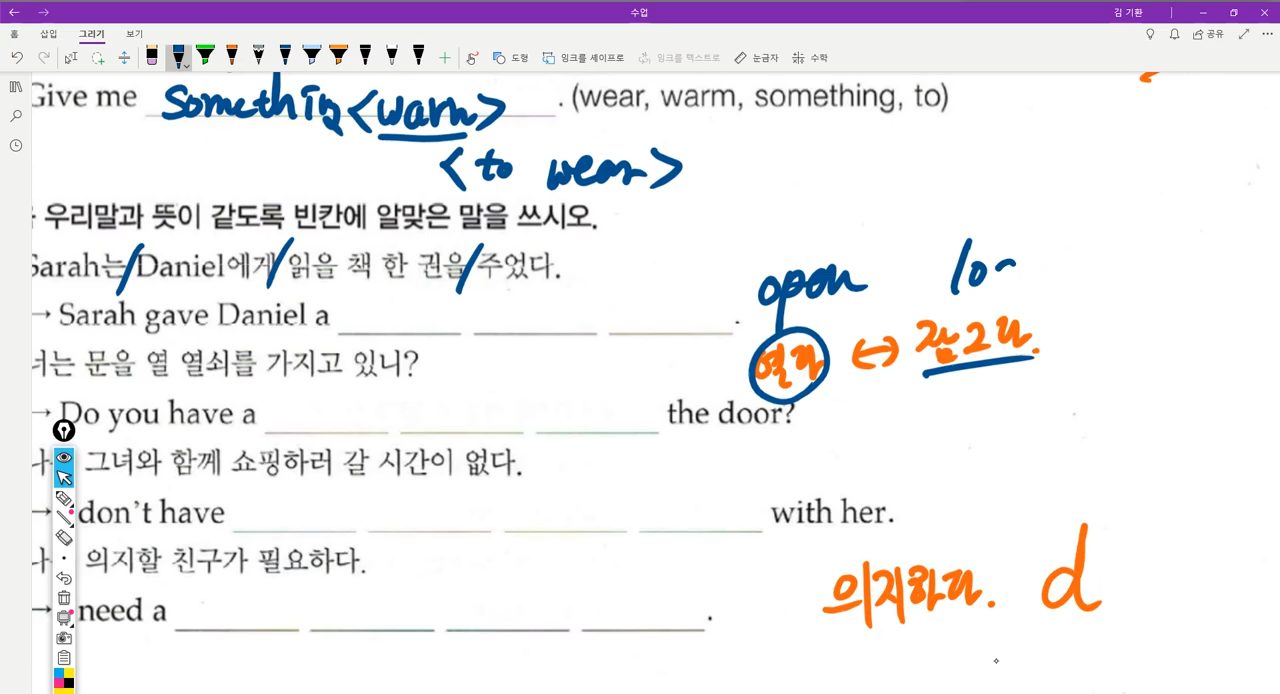 수업
김 기환
홈 삽입 그리기 보기
공유
도형 잉크를 셰이프로 잉크를 텍스트로 눈금자 수학
Give me something <warm> . (wear, warm, something, to)
<to wear>
우리말과 뜻이 같도록 빈칸에 알맞은 말을 쓰시오.
Sarah는 / Daniel에게 / 읽을 책 한 권을 / 주었다.
→ Sarah gave Daniel a .
open lo
열다 ↔ 잠그다.
너는 문을 열 열쇠를 가지고 있니?
→ Do you have a the door?
그녀와 함께 쇼핑하러 갈 시간이 없다.
→ don't have with her.
의지할 친구가 필요하다.
의지하다. d
→ need a .